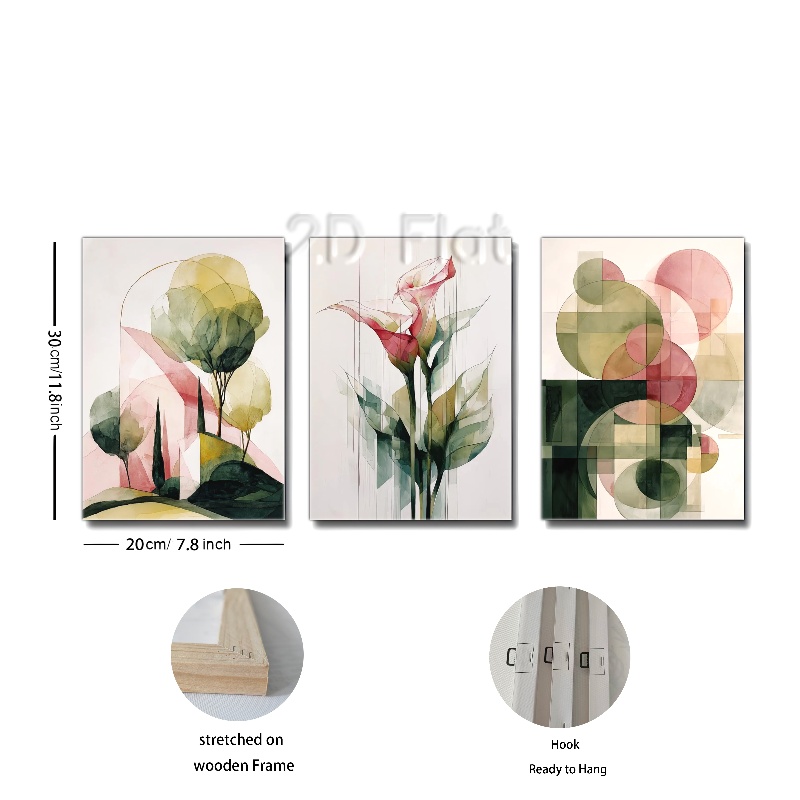 2D Flat
30cm/11.8inch
20cm/ 7.8 inch
stretched on
wooden Frame
Hook
Ready to Hang